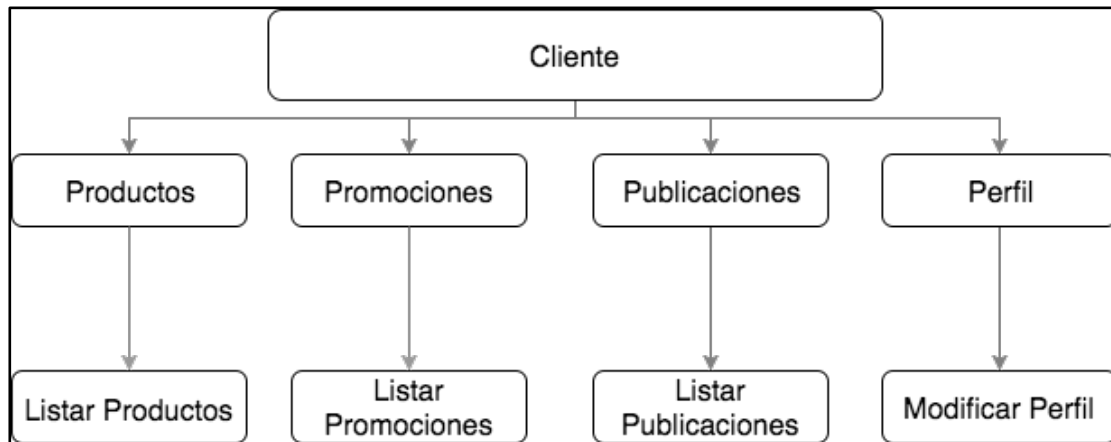 Cliente
Productos
Promociones
Publicaciones
Perfil
Listar Productos
Listar
Promociones
Listar
Publicaciones
Modificar Perfil